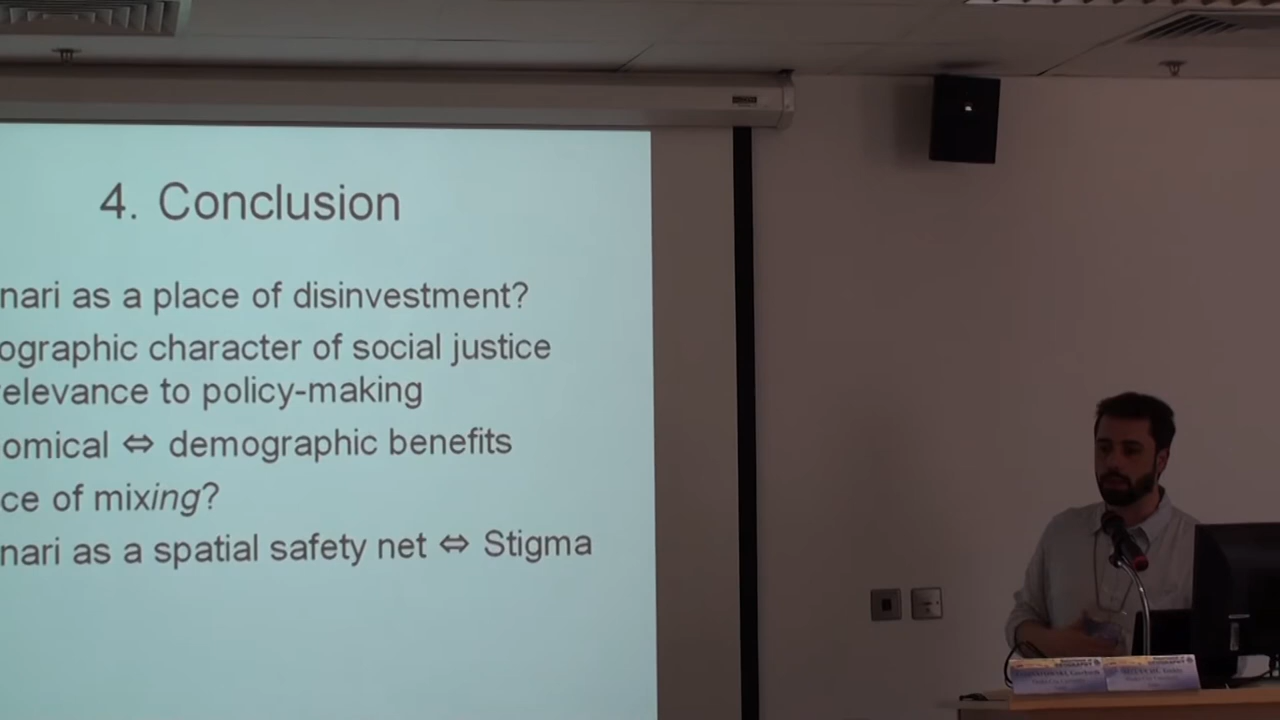 4. Conclusion
nari as a place of disinvestment?
ographic character of social justice
elevance to policy-making
omical ⇔ demographic benefits
ce of mixing?
nari as a spatial safety net ⇔ Stigma